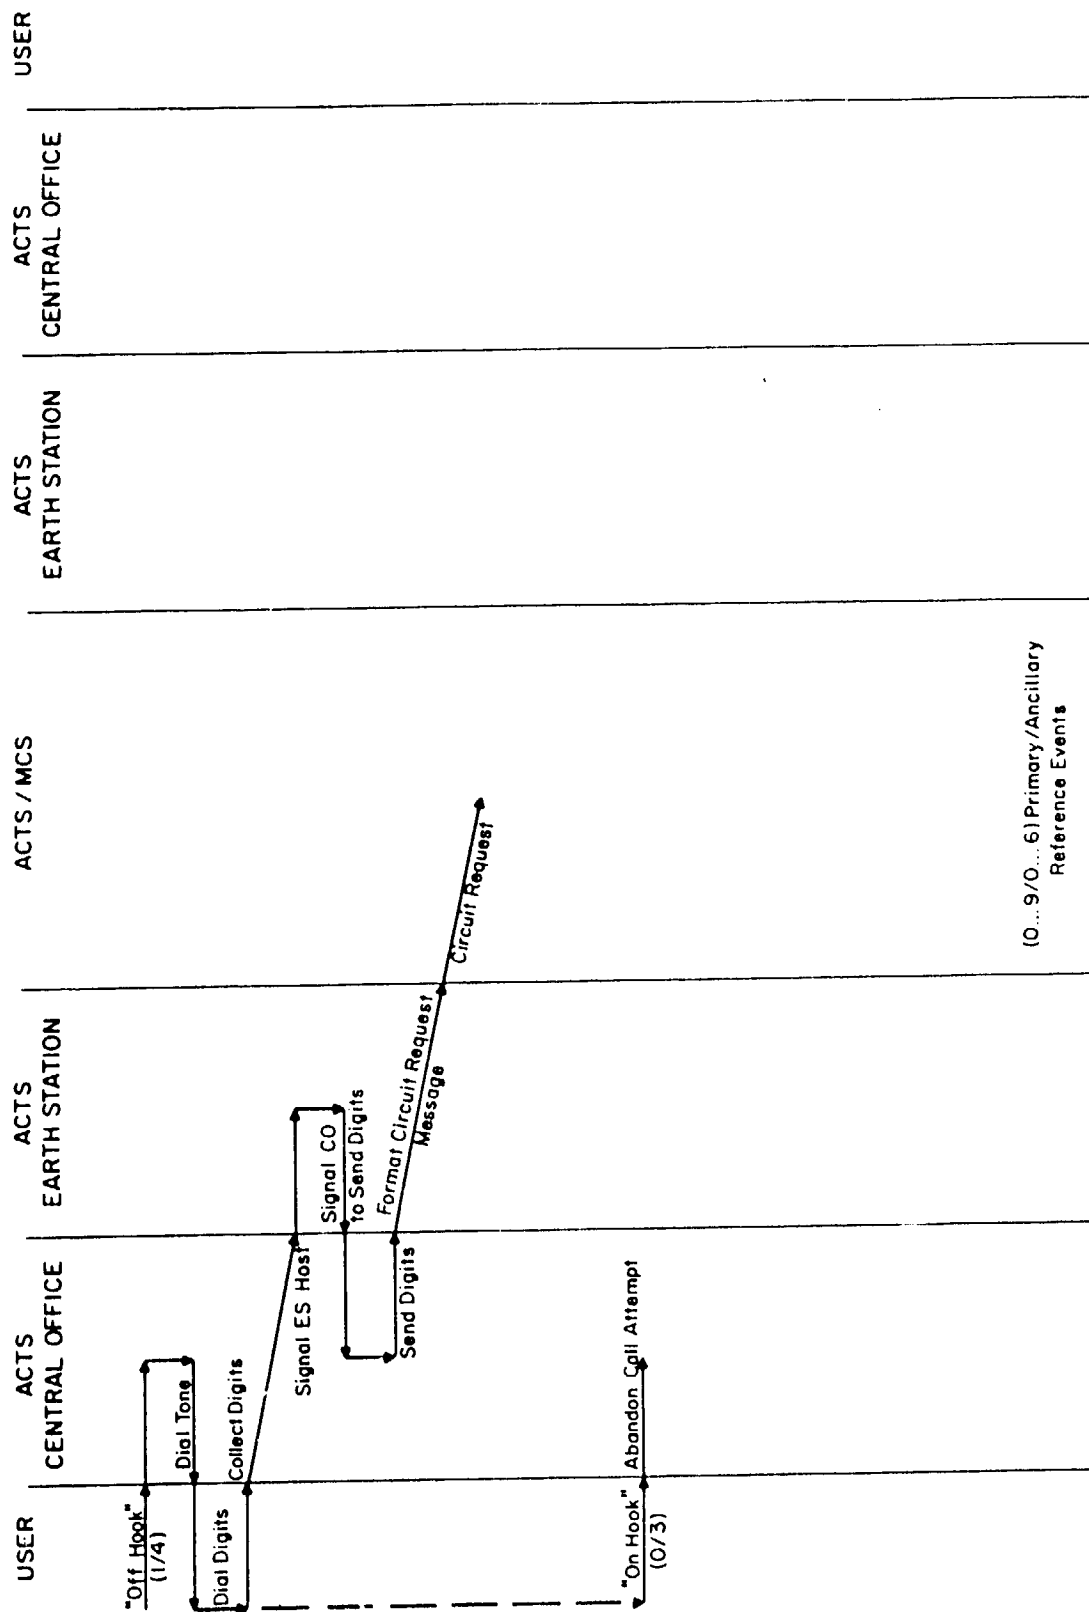 USER
ACTS
CENTRAL OFFICE
ACTS
EARTH STATION
ACTS / MCS
ACTS
EARTH STATION
ACTS
CENTRAL OFFICE
USER
"Off Hook"
(1/4)
Dial Tone
Dial Digits
Collect Digits
Signal ES Host
Signal CO
to Send Digits
Send Digits
Format Circuit Request
Message
Circuit Request
"On Hook"
(0/3)
Abandon Call Attempt
(0...9/0...6) Primary/Ancillary
Reference Events